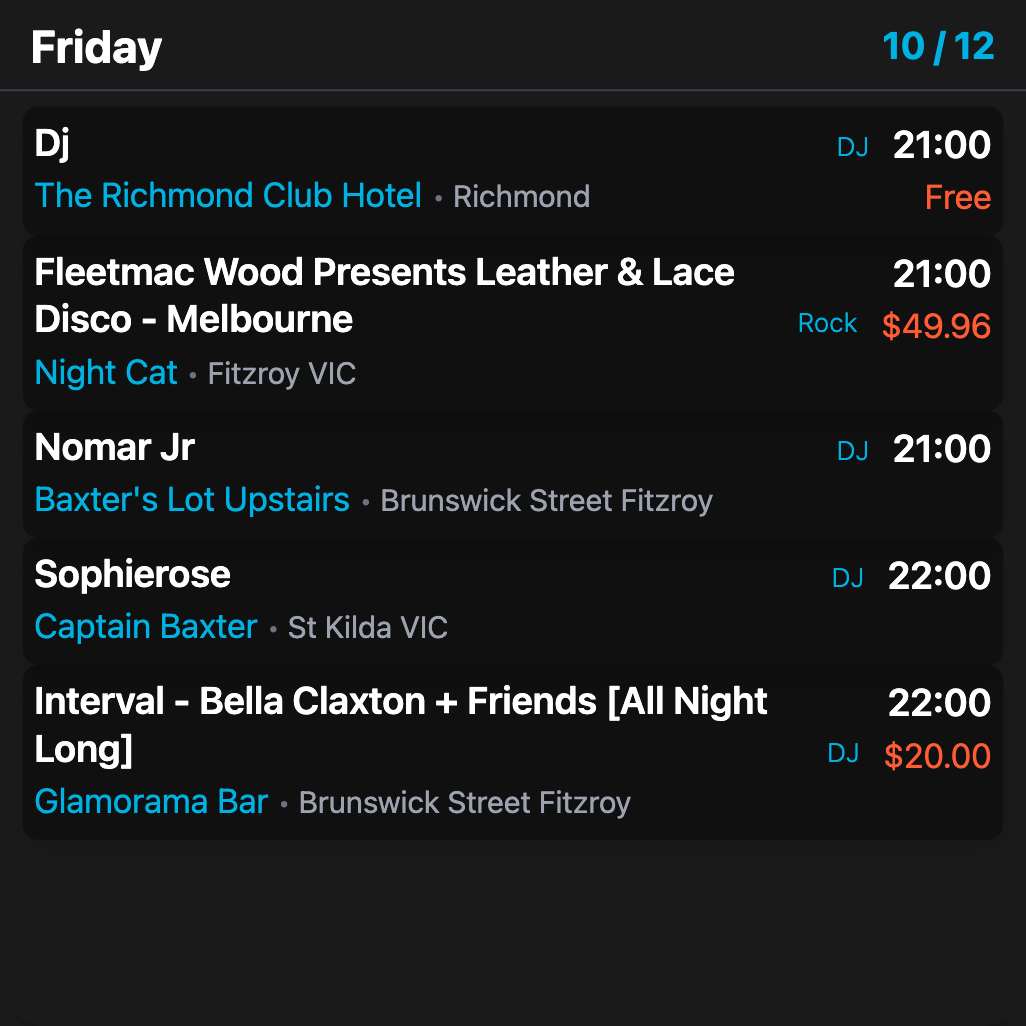 Friday 10 / 12
Dj DJ 21:00
The Richmond Club Hotel • Richmond Free
Fleetmac Wood Presents Leather & Lace 21:00
Disco - Melbourne Rock $49.96
Night Cat • Fitzroy VIC
Nomar Jr DJ 21:00
Baxter's Lot Upstairs • Brunswick Street Fitzroy
Sophierose DJ 22:00
Captain Baxter • St Kilda VIC
Interval - Bella Claxton + Friends [All Night 22:00
Long] DJ $20.00
Glamorama Bar • Brunswick Street Fitzroy